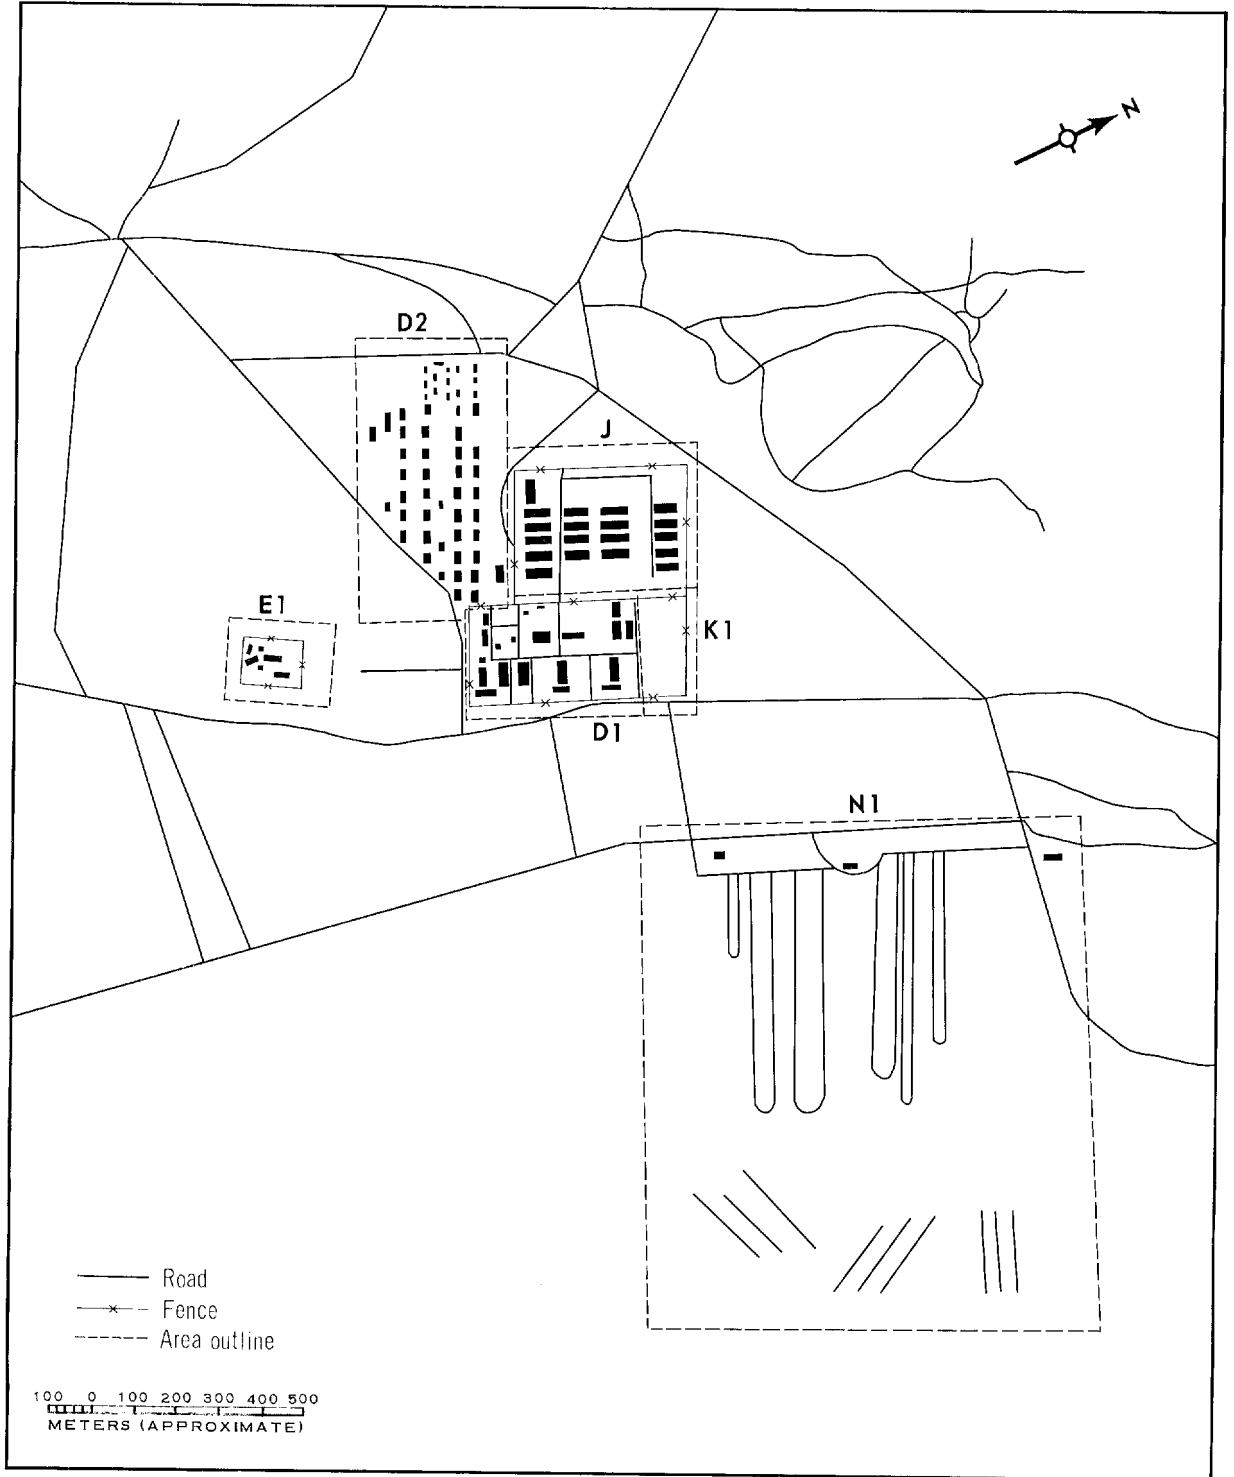 N
D2
J
E1
K1
D1
N1
Road
Fence
Area outline
100 0 100 200 300 400 500
METERS (APPROXIMATE)